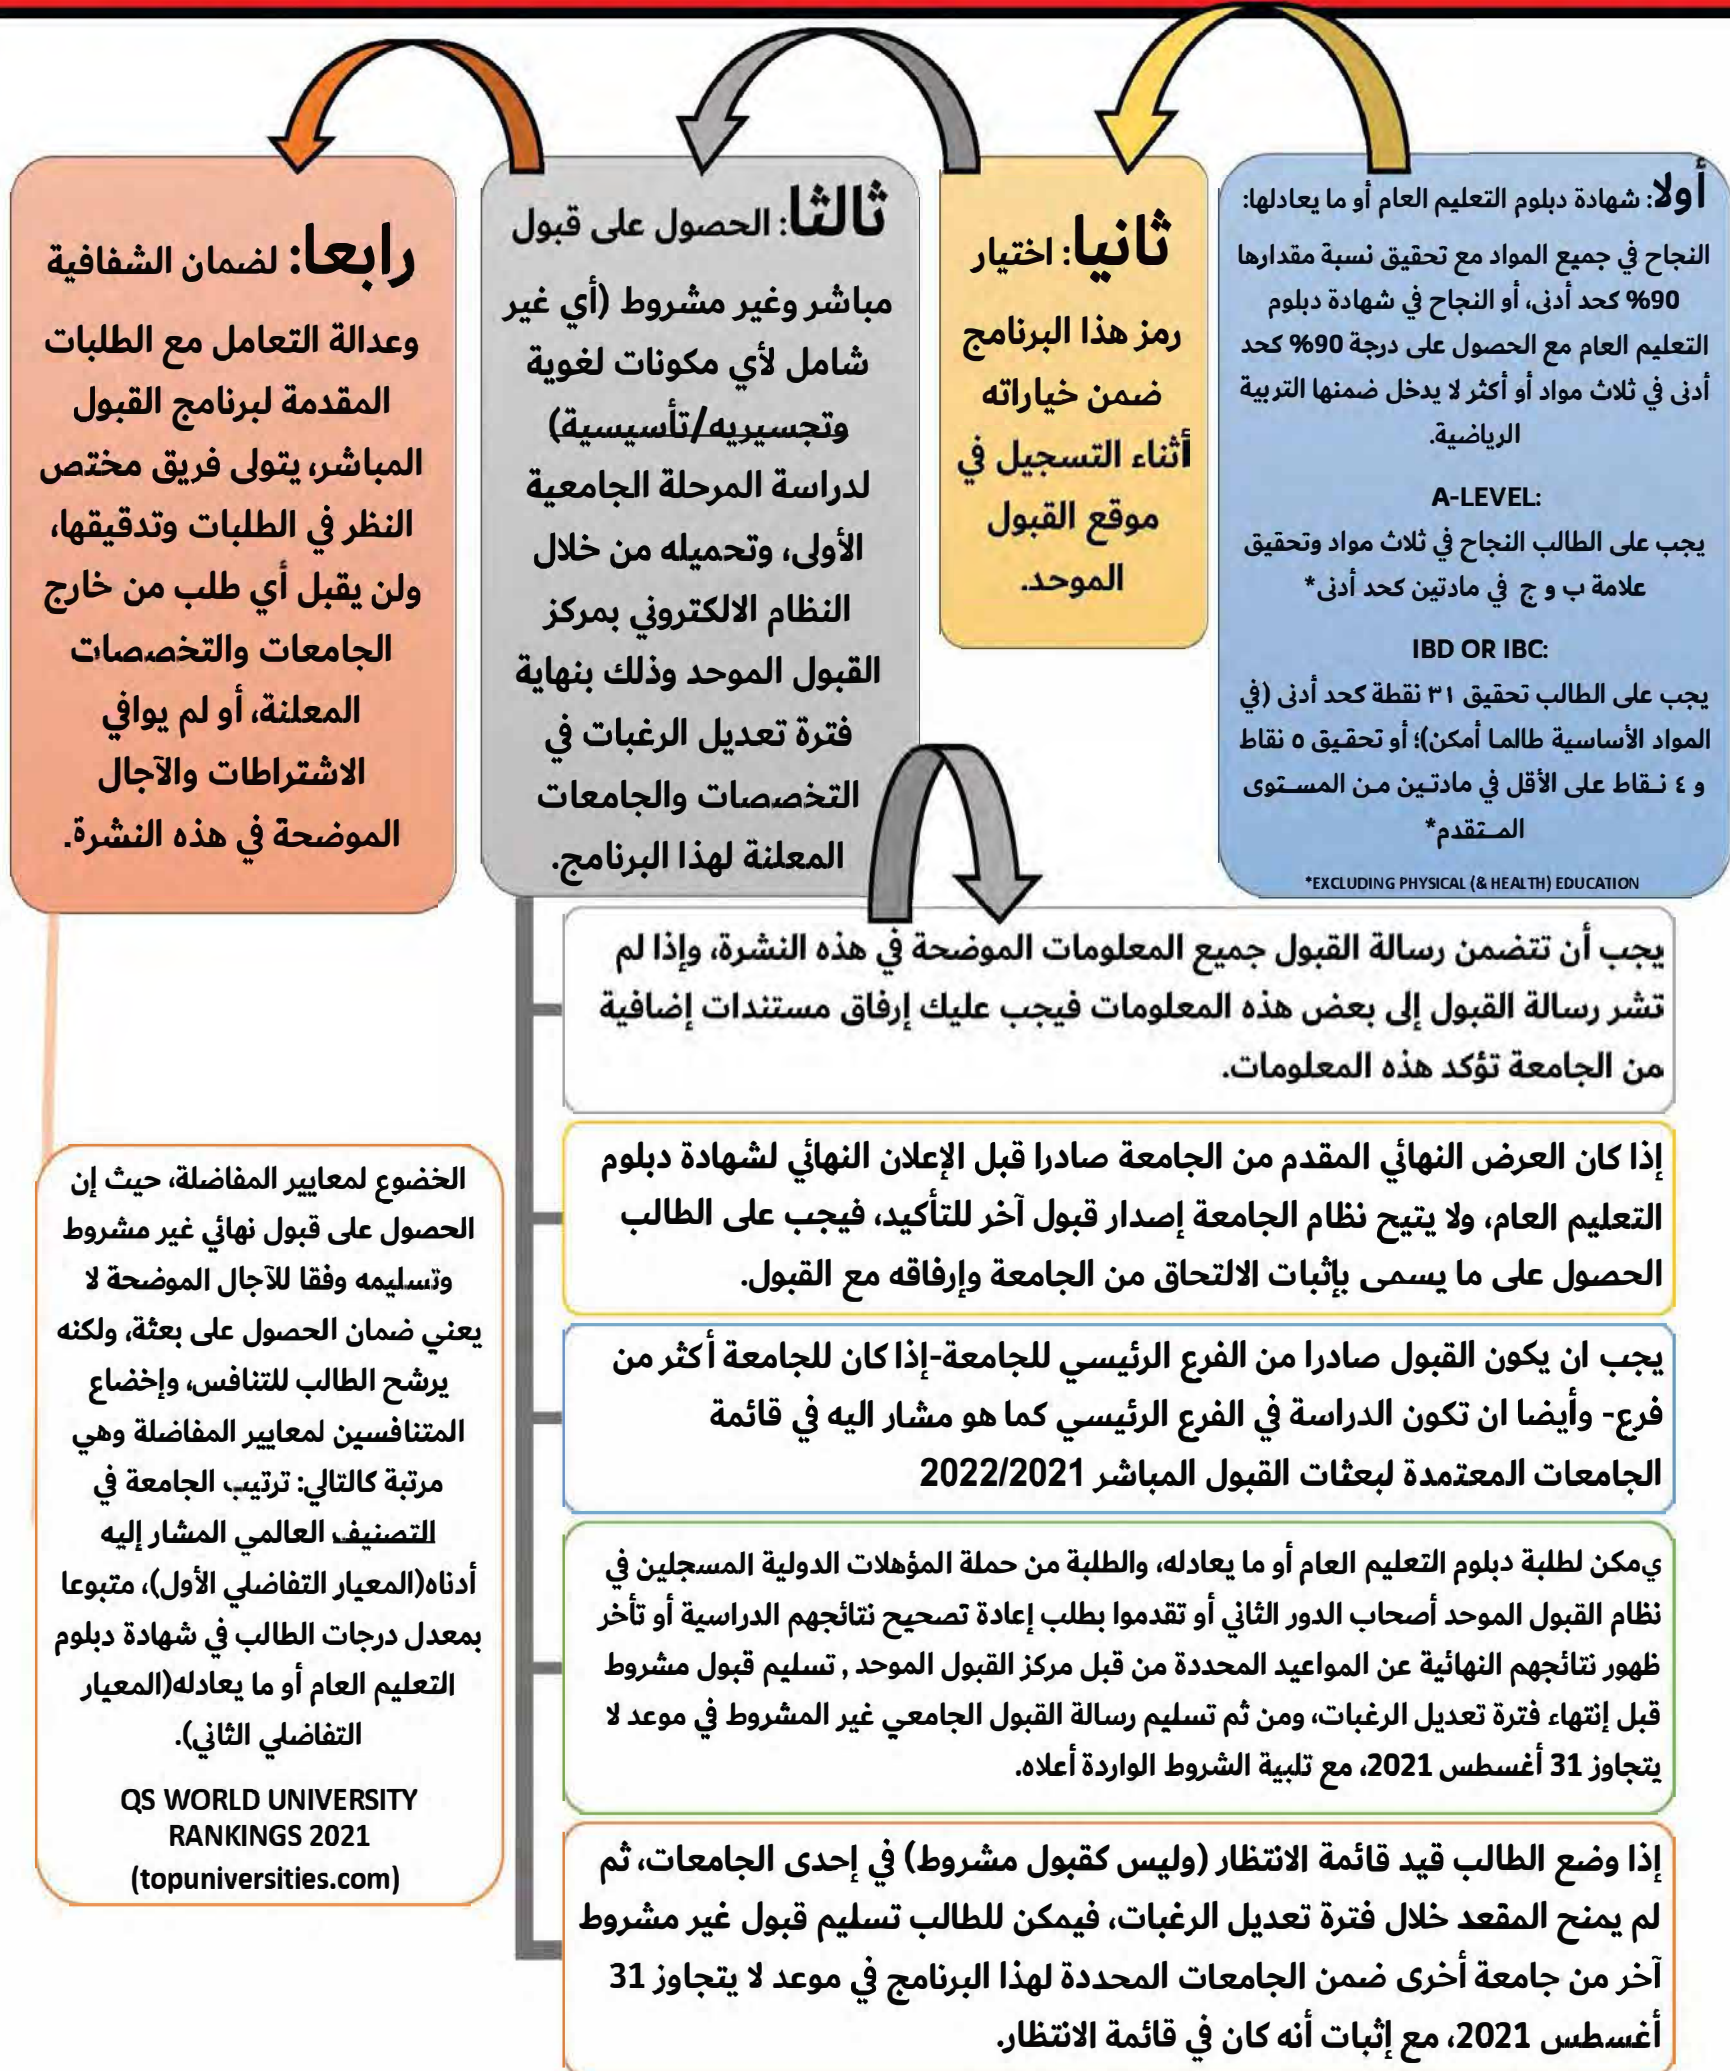 أولا: شهادة دبلوم التعليم العام أو ما يعادلها:
النجاح في جميع المواد مع تحقيق نسبة مقدارها
90% كحد أدنى، أو النجاح في شهادة دبلوم
التعليم العام مع الحصول على درجة 90% كحد
أدنى في ثلاث مواد أو أكثر لا يدخل ضمنها التربية
الرياضية.
A-LEVEL:
يجب على الطالب النجاح في ثلاث مواد وتحقيق
علامة ب و ج في مادتين كحد أدنى*
IBD OR IBC:
يجب على الطالب تحقيق ٣١ نقطة كحد أدنى (في
المواد الأساسية طالما أمكن)؛ أو تحقيق ٥ نقاط
و ٤ نقاط على الأقل في مادتين من المستوى
المتقدم*
*EXCLUDING PHYSICAL (& HEALTH) EDUCATION
ثانيا: اختيار
رمز هذا البرنامج
ضمن خياراته
أثناء التسجيل في
موقع القبول
الموحد.
ثالثا: الحصول على قبول
مباشر وغير مشروط (أي غير
شامل لأي مكونات لغوية
وتجسيريه/تأسيسية)
لدراسة المرحلة الجامعية
الأولى، وتحميله من خلال
النظام الالكتروني بمركز
القبول الموحد وذلك بنهاية
فترة تعديل الرغبات في
التخصصات والجامعات
المعلنة لهذا البرنامج.
رابعا: لضمان الشفافية
وعدالة التعامل مع الطلبات
المقدمة لبرنامج القبول
المباشر، يتولى فريق مختص
النظر في الطلبات وتدقيقها،
ولن يقبل أي طلب من خارج
الجامعات والتخصصات
المعلنة، أو لم يوافي
الاشتراطات والآجال
الموضحة في هذه النشرة.
يجب أن تتضمن رسالة القبول جميع المعلومات الموضحة في هذه النشرة، وإذا لم
تشر رسالة القبول إلى بعض هذه المعلومات فيجب عليك إرفاق مستندات إضافية
من الجامعة تؤكد هذه المعلومات.
إذا كان العرض النهائي المقدم من الجامعة صادرا قبل الإعلان النهائي لشهادة دبلوم
التعليم العام، ولا يتيح نظام الجامعة إصدار قبول آخر للتأكيد، فيجب على الطالب
الحصول على ما يسمى بإثبات الالتحاق من الجامعة وإرفاقه مع القبول.
يجب ان يكون القبول صادرا من الفرع الرئيسي للجامعة-إذا كان للجامعة أكثر من
فرع- وأيضا ان تكون الدراسة في الفرع الرئيسي كما هو مشار اليه في قائمة
الجامعات المعتمدة لبعثات القبول المباشر 2022/2021
يمكن لطلبة دبلوم التعليم العام أو ما يعادله، والطلبة من حملة المؤهلات الدولية المسجلين في
نظام القبول الموحد أصحاب الدور الثاني أو تقدموا بطلب إعادة تصحيح نتائجهم الدراسية أو تأخر
ظهور نتائجهم النهائية عن المواعيد المحددة من قبل مركز القبول الموحد , تسليم قبول مشروط
قبل إنتهاء فترة تعديل الرغبات، ومن ثم تسليم رسالة القبول الجامعي غير المشروط في موعد لا
يتجاوز 31 أغسطس 2021، مع تلبية الشروط الواردة أعلاه.
إذا وضع الطالب قيد قائمة الانتظار (وليس كقبول مشروط) في إحدى الجامعات، ثم
لم يمنح المقعد خلال فترة تعديل الرغبات، فيمكن للطالب تسليم قبول غير مشروط
آخر من جامعة أخرى ضمن الجامعات المحددة لهذا البرنامج في موعد لا يتجاوز 31
أغسطس 2021، مع إثبات أنه كان في قائمة الانتظار.
الخضوع لمعايير المفاضلة، حيث إن
الحصول على قبول نهائي غير مشروط
وتسليمه وفقا للآجال الموضحة لا
يعني ضمان الحصول على بعثة، ولكنه
يرشح الطالب للتنافس، وإخضاع
المتنافسين لمعايير المفاضلة وهي
مرتبة كالتالي: ترتيب الجامعة في
التصنيف العالمي المشار إليه
أدناه(المعيار التفاضلي الأول)، متبوعا
بمعدل درجات الطالب في شهادة دبلوم
التعليم العام أو ما يعادله(المعيار
التفاضلي الثاني).
QS WORLD UNIVERSITY
RANKINGS 2021
(topuniversities.com)